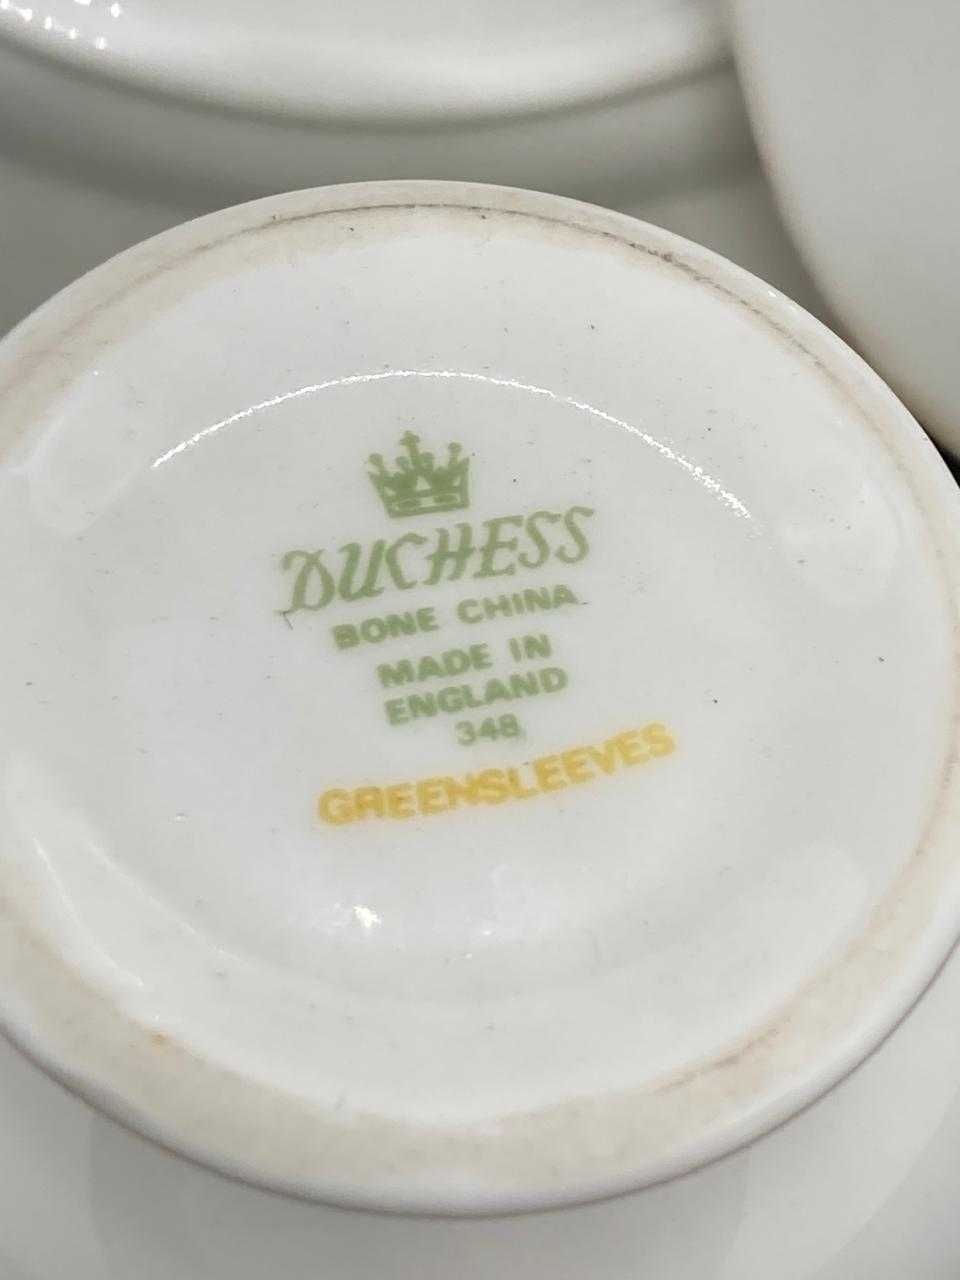 DUCHESS
BONE CHINA
MADE IN
ENGLAND
348
GREENSLEEVES